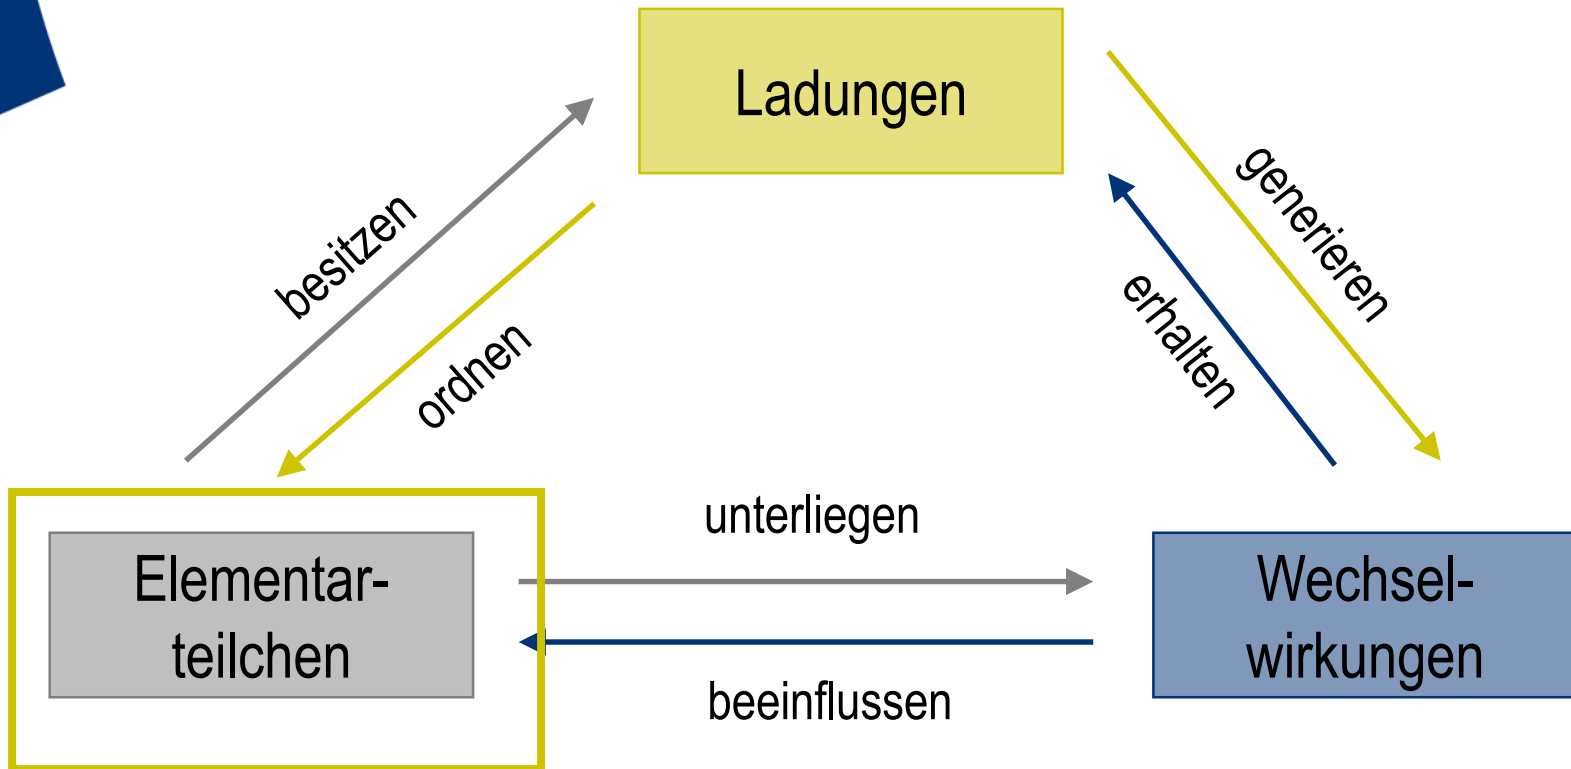 Ladungen
besitzen
ordnen
generieren
erhalten
unterliegen
Elementar-
teilchen
Wechsel-
wirkungen
beeinflussen